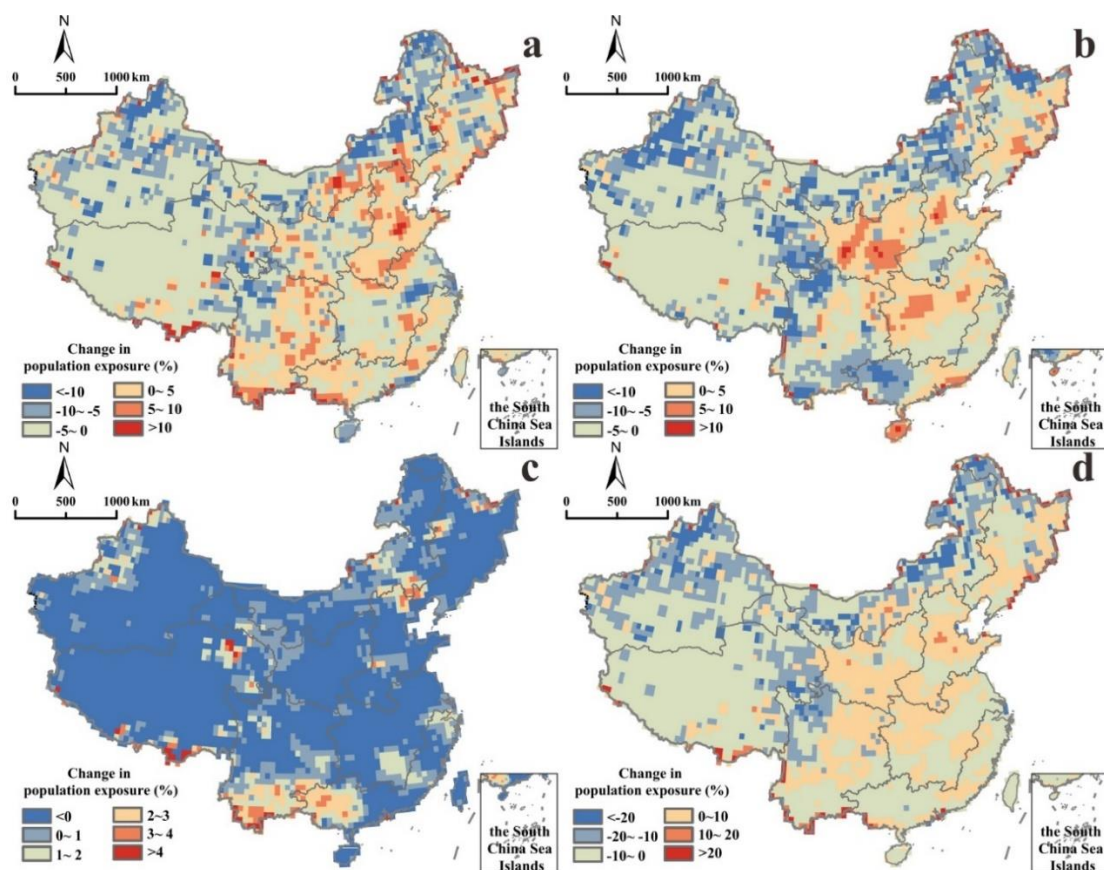 N
a
0 500 1000 km
Change in
population exposure (%)
<-10 0~ 5
-10~ -5 5~ 10
-5~ 0 >10
the South
China Sea
Islands
N
b
0 500 1000 km
Change in
population exposure (%)
<-10 0~ 5
-10~ -5 5~ 10
-5~ 0 >10
the South
China Sea
Islands
N
c
0 500 1000 km
Change in
population exposure (%)
<0 2~3
0~ 1 3~ 4
1~ 2 >4
the South
China Sea
Islands
N
d
0 500 1000 km
Change in
population exposure (%)
<-20 0~10
-20~ -10 10~ 20
-10~ 0 >20
the South
China Sea
Islands